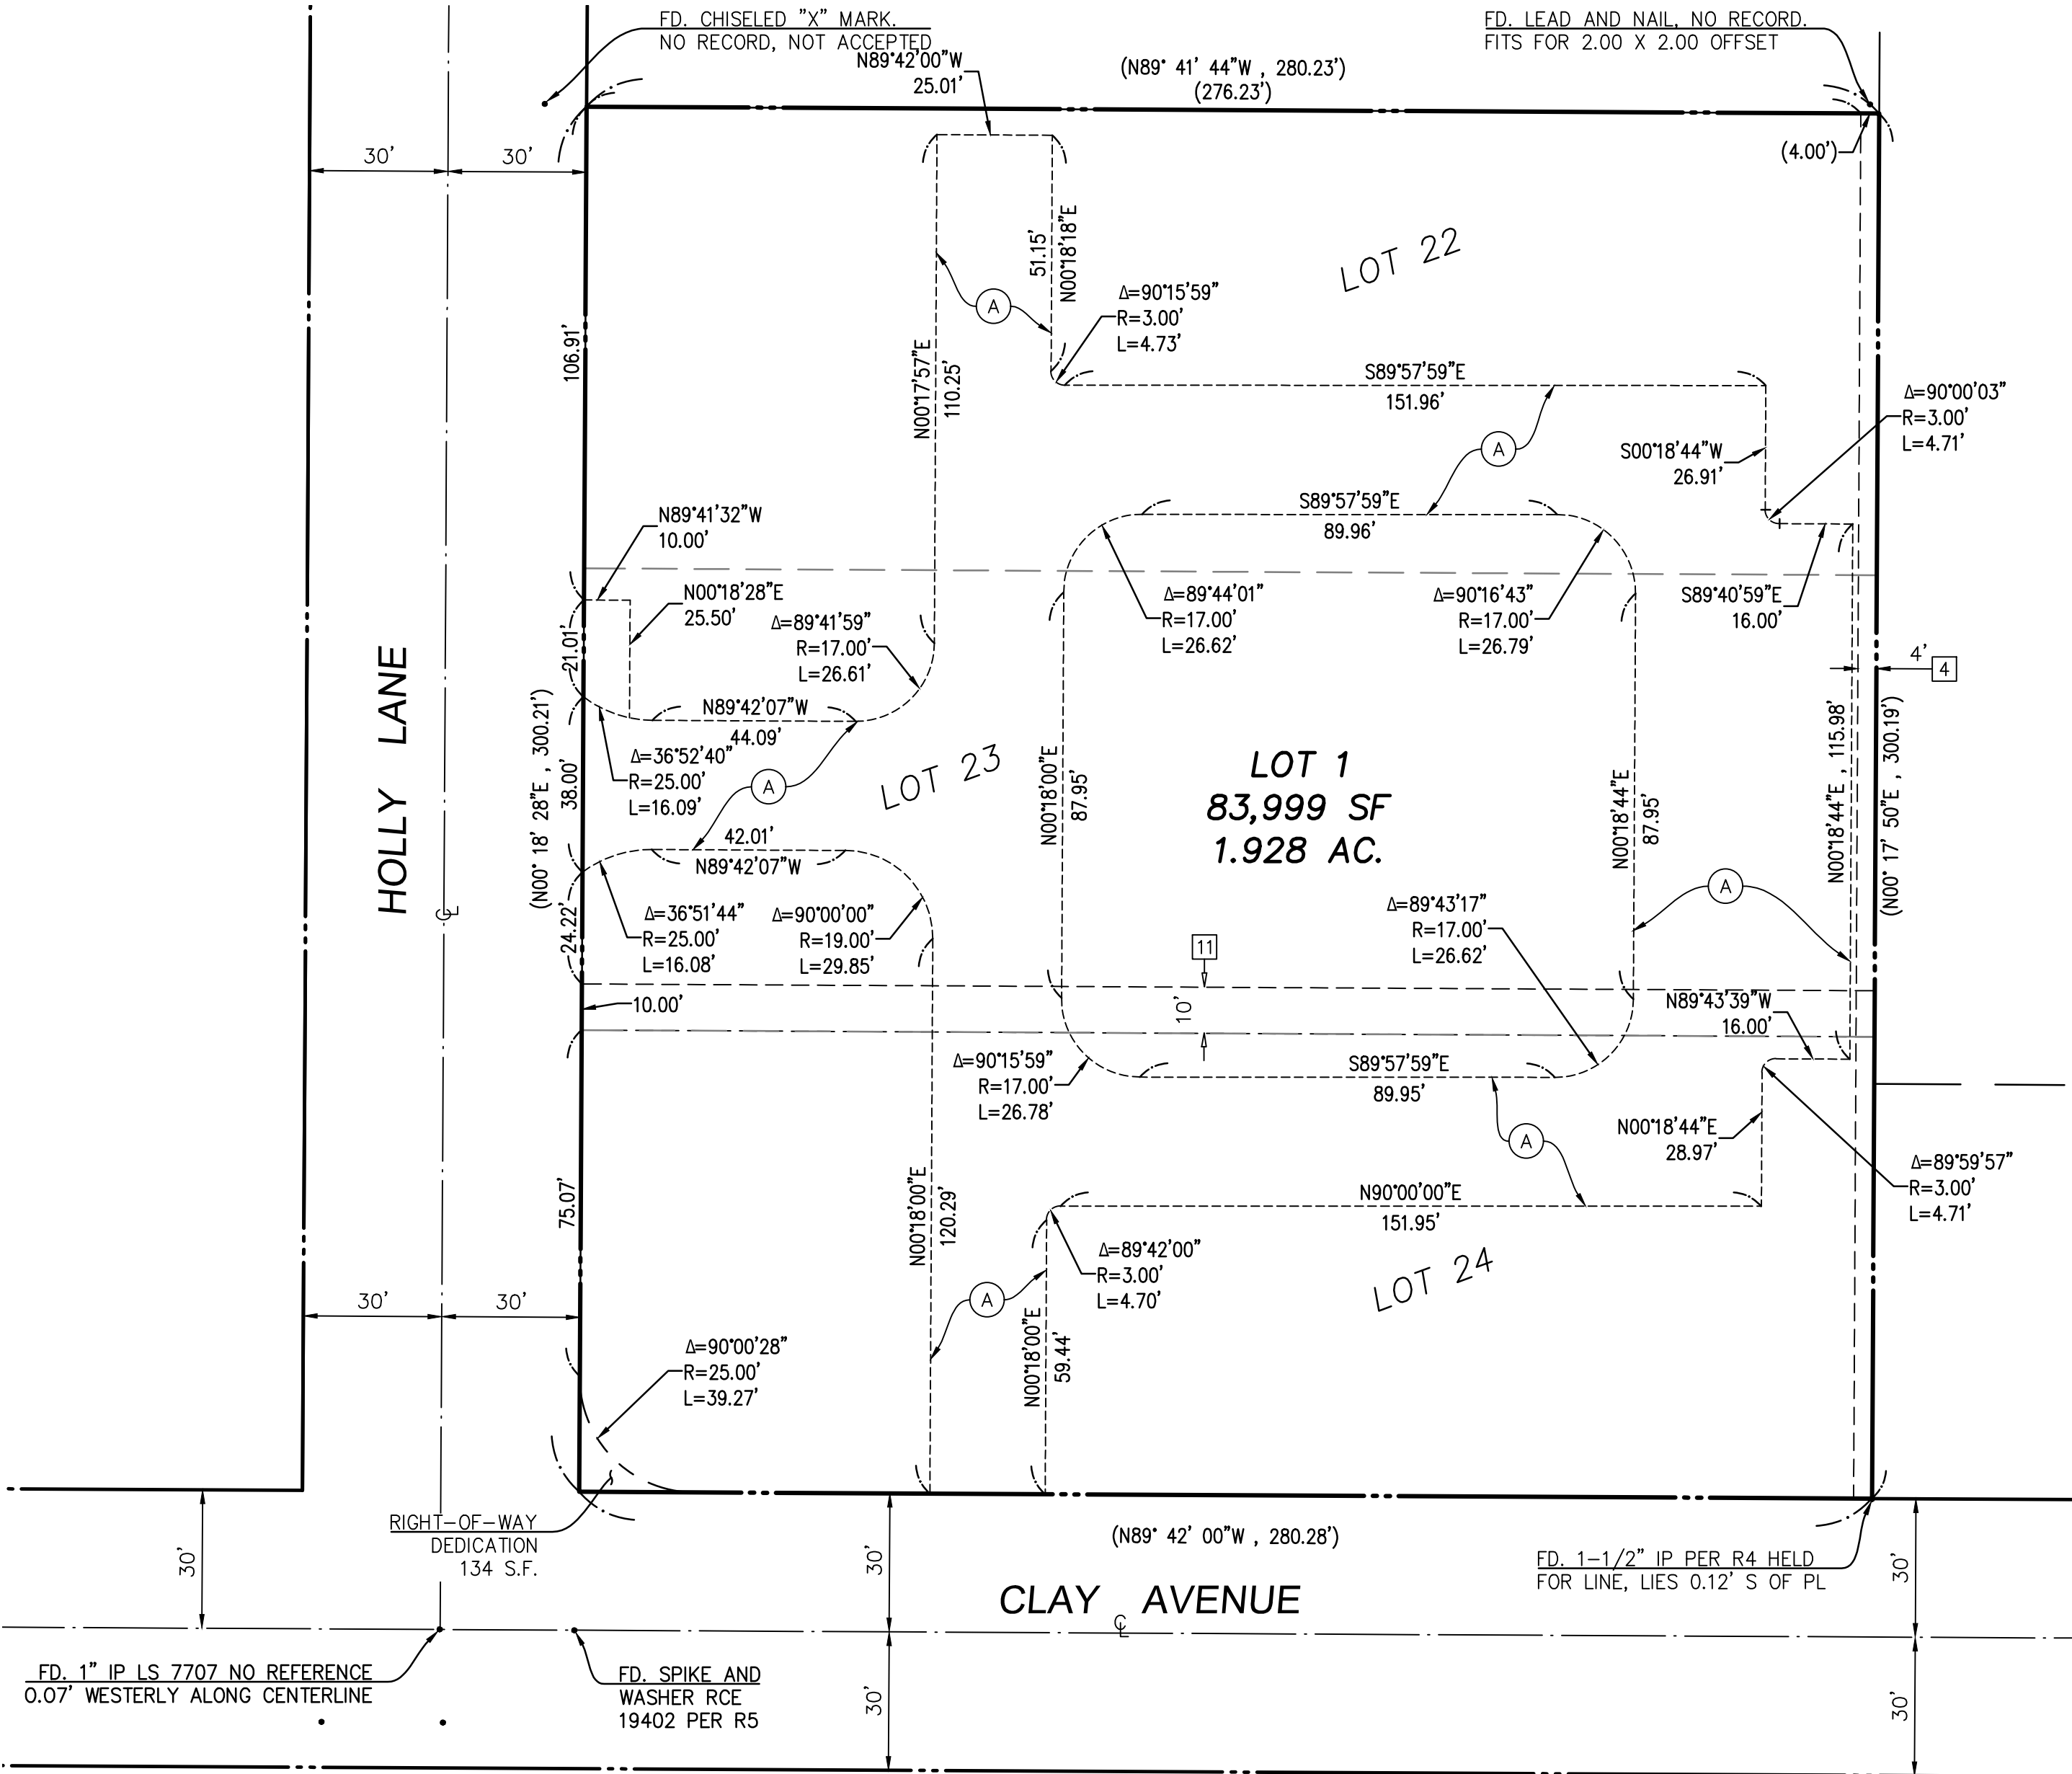 FD. CHISELED "X" MARK.
NO RECORD, NOT ACCEPTED
FD. LEAD AND NAIL, NO RECORD.
FITS FOR 2.00 X 2.00 OFFSET
N89°42'00"W
25.01'
(N89° 41' 44"W , 280.23')
(276.23')
(4.00')
30'
30'
LOT 22
51.15'
N00°18'18"E
Δ=90°15'59"
R=3.00'
L=4.73'
A
106.91'
N00°17'57"E
110.25'
S89°57'59"E
151.96'
Δ=90°00'03"
R=3.00'
L=4.71'
A
S00°18'44"W
26.91'
S89°57'59"E
89.96'
N89°41'32"W
10.00'
N00°18'28"E
25.50'
Δ=89°41'59"
R=17.00'
L=26.61'
Δ=89°44'01"
R=17.00'
L=26.62'
Δ=90°16'43"
R=17.00'
L=26.79'
S89°40'59"E
16.00'
21.01'
4'
4
HOLLY LANE
(N00° 18' 28"E , 300.21')
38.00'
N89°42'07"W
44.09'
Δ=36°52'40"
R=25.00'
L=16.09'
A
LOT 23
N00°18'00"E
87.95'
LOT 1
83,999 SF
1.928 AC.
N00°18'44"E
87.95'
N00°18'44"E , 115.98'
(N00° 17' 50"E , 300.19')
42.01'
N89°42'07"W
A
24.22'
Δ=36°51'44"
R=25.00'
L=16.08'
Δ=90°00'00"
R=19.00'
L=29.85'
Δ=89°43'17"
R=17.00'
L=26.62'
CL
11
10.00'
10'
N89°43'39"W
16.00'
Δ=90°15'59"
R=17.00'
L=26.78'
S89°57'59"E
89.95'
A
N00°18'44"E
28.97'
75.07'
N00°18'00"E
120.29'
N90°00'00"E
151.95'
Δ=89°59'57"
R=3.00'
L=4.71'
Δ=89°42'00"
R=3.00'
L=4.70'
LOT 24
A
30'
30'
N00°18'00"E
59.44'
Δ=90°00'28"
R=25.00'
L=39.27'
RIGHT-OF-WAY
DEDICATION
134 S.F.
(N89° 42' 00"W , 280.28')
FD. 1-1/2" IP PER R4 HELD
FOR LINE, LIES 0.12' S OF PL
30'
30'
30'
CLAY AVENUE
CL
FD. 1" IP LS 7707 NO REFERENCE
0.07' WESTERLY ALONG CENTERLINE
FD. SPIKE AND
WASHER RCE
19402 PER R5
30'
30'